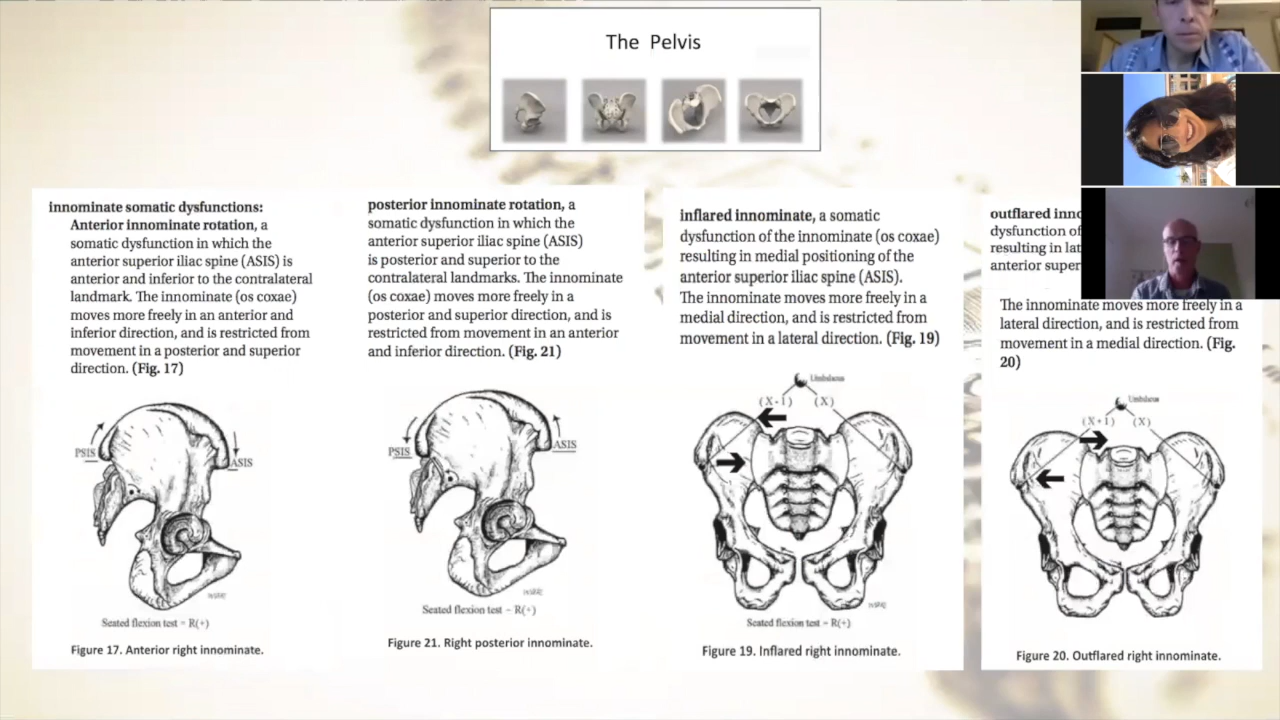 The Pelvis
innominate somatic dysfunctions:
Anterior innominate rotation, a
somatic dysfunction in which the
anterior superior iliac spine (ASIS) is
anterior and inferior to the contralateral
landmark. The innominate (os coxae)
moves more freely in an anterior and
inferior direction, and is restricted from
movement in a posterior and superior
direction. (Fig. 17)
PSIS
ASIS
Seated flexion test = R(+)
Figure 17. Anterior right innominate.
posterior innominate rotation, a
somatic dysfunction in which the
anterior superior iliac spine (ASIS)
is posterior and superior to the
contralateral landmarks. The innominate
(os coxae) moves more freely in a
posterior and superior direction, and is
restricted from movement in an anterior
and inferior direction. (Fig. 21)
PSIS
ASIS
Seated flexion test = R(+)
Figure 21. Right posterior innominate.
inflared innominate, a somatic
dysfunction of the innominate (os coxae)
resulting in medial positioning of the
anterior superior iliac spine (ASIS).
The innominate moves more freely in a
medial direction, and is restricted from
movement in a lateral direction. (Fig. 19)
Umbilicus
(X-1) (X)
Seated flexion test = R(+)
Figure 19. Inflared right innominate.
outflared inno
dysfunction of
resulting in lat
anterior super
The innominate moves more freely in a
lateral direction, and is restricted from
movement in a medial direction. (Fig.
20)
Umbilicus
(X+1) (X)
Figure 20. Outflared right innominate.